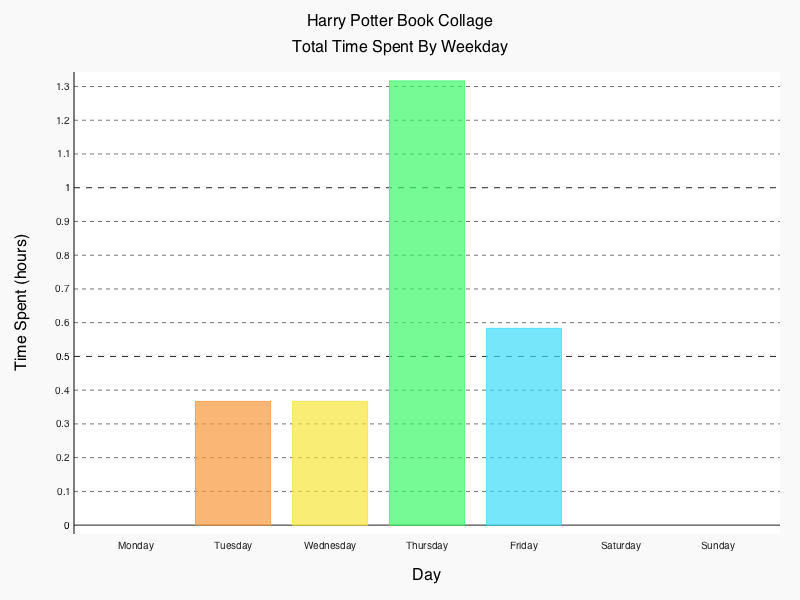 Harry Potter Book Collage
Total Time Spent By Weekday
Time Spent (hours)
1.3
1.2
1.1
1
0.9
0.8
0.7
0.6
0.5
0.4
0.3
0.2
0.1
0
Monday Tuesday Wednesday Thursday Friday Saturday Sunday
Day